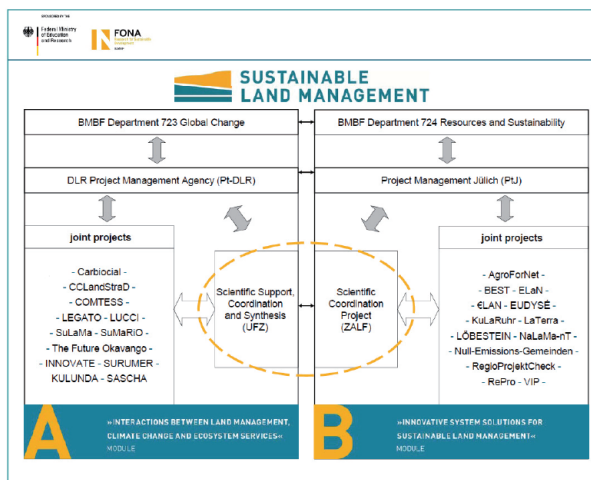 SPONSORED BY THE
Federal Ministry
of Education
and Research
FONA
SUSTAINABLE
LAND MANAGEMENT
BMBF Department 723 Global Change
BMBF Department 724 Resources and Sustainability
DLR Project Management Agency (Pt-DLR)
Project Management Jülich (PtJ)
joint projects
- Carbiocial -
- CCLandStraD -
- COMTESS -
- LEGATO - LUCCI -
- SuLaMa - SuMaRiO -
- The Future Okavango -
- INNOVATE - SURUMER -
KULUNDA - SASCHA
Scientific Support,
Coordination
and Synthesis
(UFZ)
Scientific
Coordination
Project
(ZALF)
joint projects
- AgroForNet -
- BEST - ELaN -
- €LAN - EUDYSÉ -
- KuLaRuhr - LaTerra -
- LÖBESTEIN - NaLaMa-nT -
- Null-Emissions-Gemeinden -
- RegioProjektCheck -
- RePro - VIP -
A
»INTERACTIONS BETWEEN LAND MANAGEMENT,
CLIMATE CHANGE AND ECOSYSTEM SERVICES«
MODULE
B
»INNOVATIVE SYSTEM SOLUTIONS FOR
SUSTAINABLE LAND MANAGEMENT«
MODULE